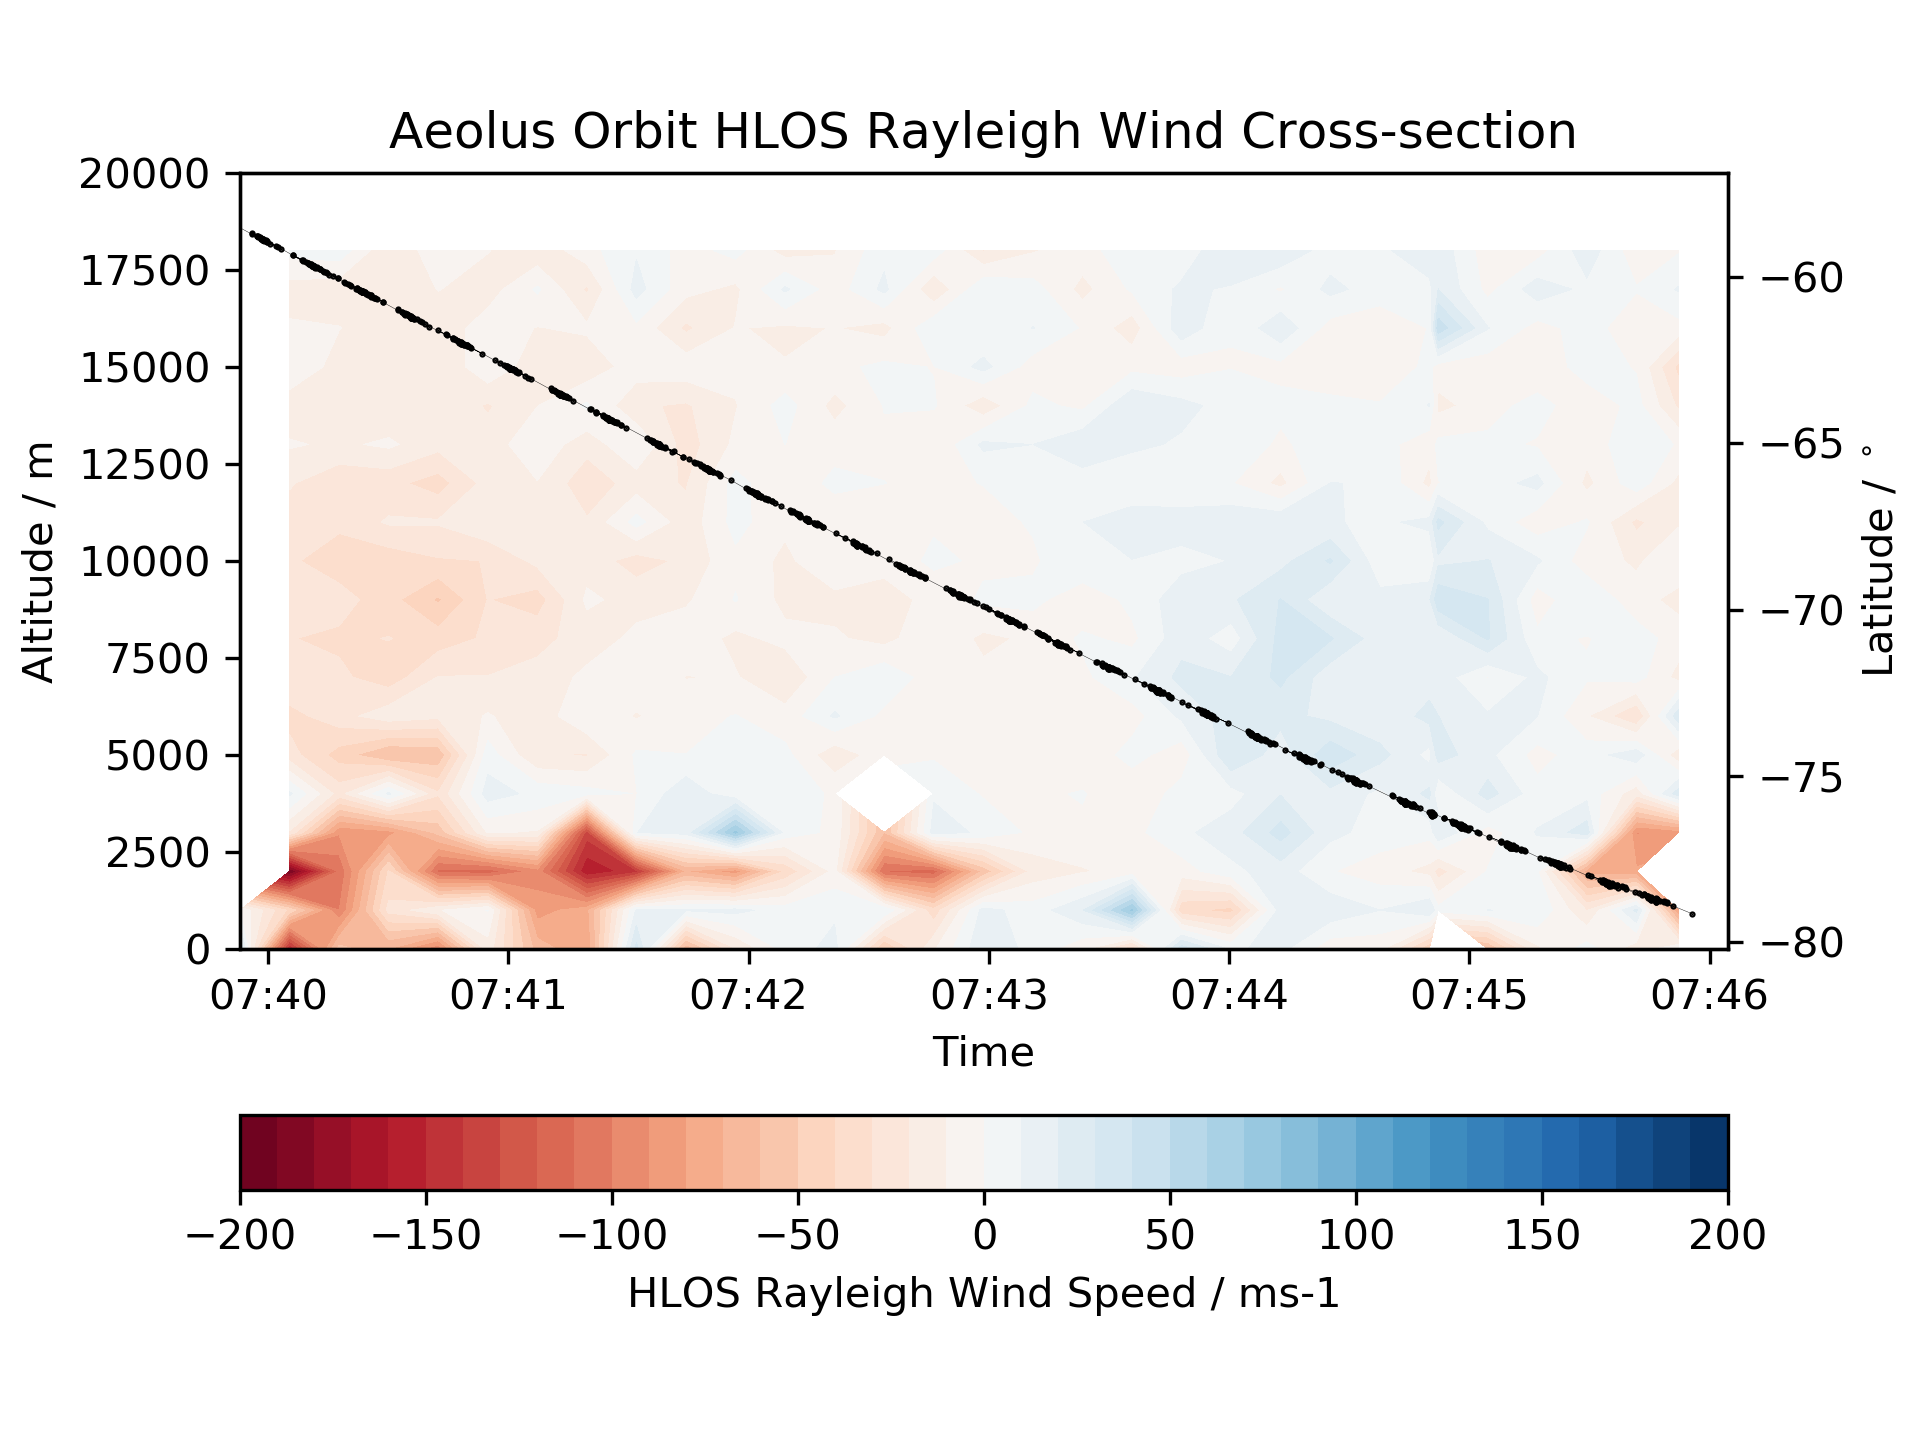 Aeolus Orbit HLOS Rayleigh Wind Cross-section
20000
17500
15000
12500
10000
7500
5000
2500
0
Altitude / m
−60
−65
−70
−75
−80
Latitude / °
07:40 07:41 07:42 07:43 07:44 07:45 07:46
Time
−200 −150 −100 −50 0 50 100 150 200
HLOS Rayleigh Wind Speed / ms-1